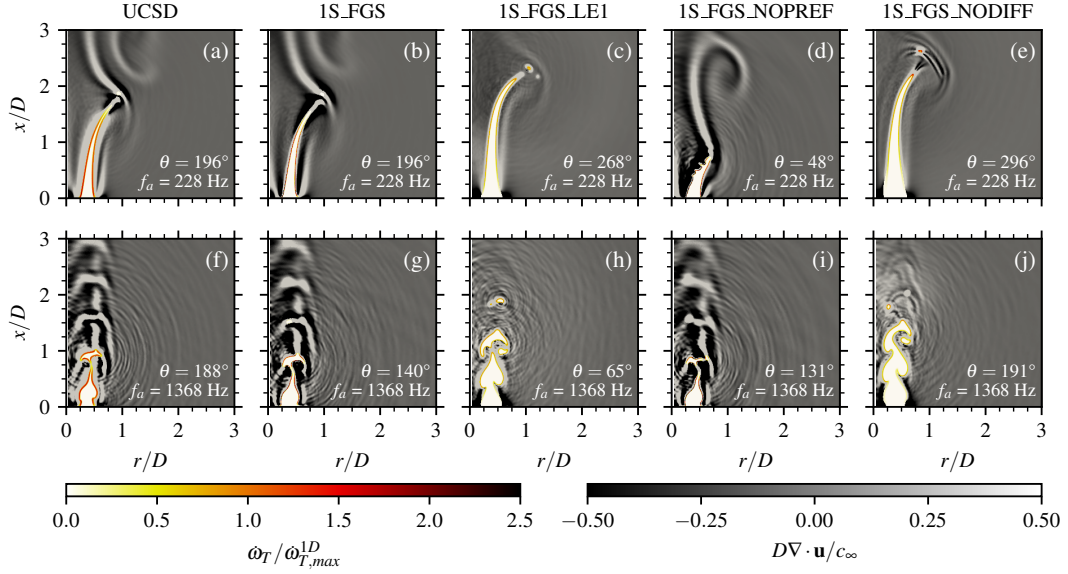 UCSD 1S_FGS 1S_FGS_LE1 1S_FGS_NOPREF 1S_FGS_NODIFF
3 (a) (b) (c) (d) (e)
2
x/D
1
θ = 196° θ = 196° θ = 268° θ = 48° θ = 296°
f_a = 228 Hz f_a = 228 Hz f_a = 228 Hz f_a = 228 Hz f_a = 228 Hz
0
3 (f) (g) (h) (i) (j)
2
x/D
1
θ = 188° θ = 140° θ = 65° θ = 131° θ = 191°
f_a = 1368 Hz f_a = 1368 Hz f_a = 1368 Hz f_a = 1368 Hz f_a = 1368 Hz
0
0 1 2 3 0 1 2 3 0 1 2 3 0 1 2 3 0 1 2 3
r/D r/D r/D r/D r/D
0.0 0.5 1.0 1.5 2.0 2.5 −0.50 −0.25 0.00 0.25 0.50
ω̇_T/ω̇^{1D}_{T,max} D∇·u/c_∞